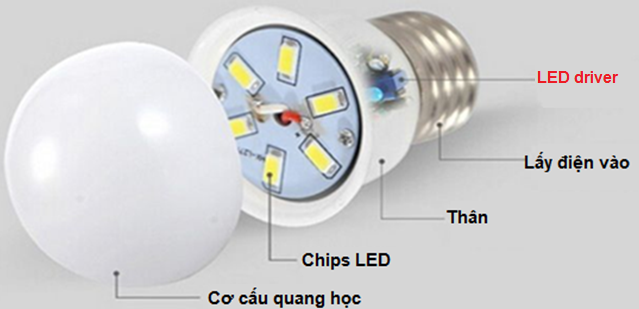 LED driver
Lấy điện vào
Thân
Chips LED
Cơ cấu quang học